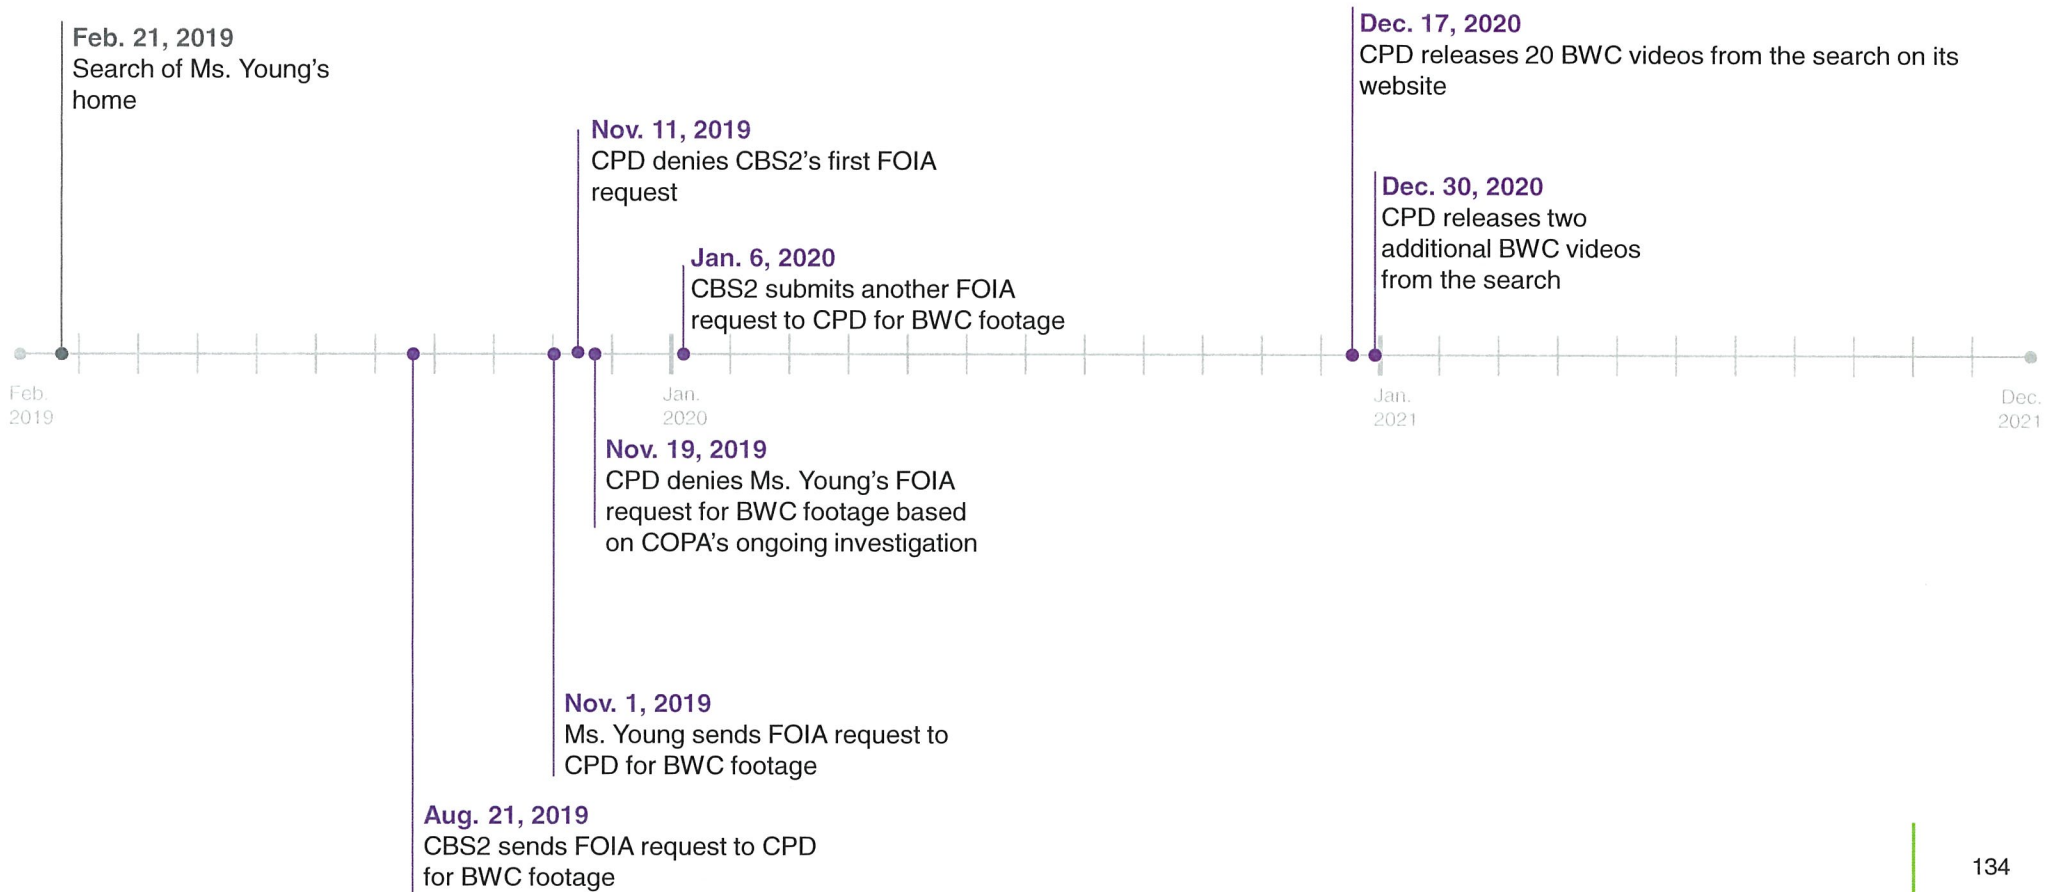 Feb. 21, 2019
Search of Ms. Young's
home
Nov. 11, 2019
CPD denies CBS2's first FOIA
request
Jan. 6, 2020
CBS2 submits another FOIA
request to CPD for BWC footage
Dec. 17, 2020
CPD releases 20 BWC videos from the search on its
website
Dec. 30, 2020
CPD releases two
additional BWC videos
from the search
Feb.
2019
Jan.
2020
Jan.
2021
Dec.
2021
Nov. 19, 2019
CPD denies Ms. Young's FOIA
request for BWC footage based
on COPA's ongoing investigation
Nov. 1, 2019
Ms. Young sends FOIA request to
CPD for BWC footage
Aug. 21, 2019
CBS2 sends FOIA request to CPD
for BWC footage
134